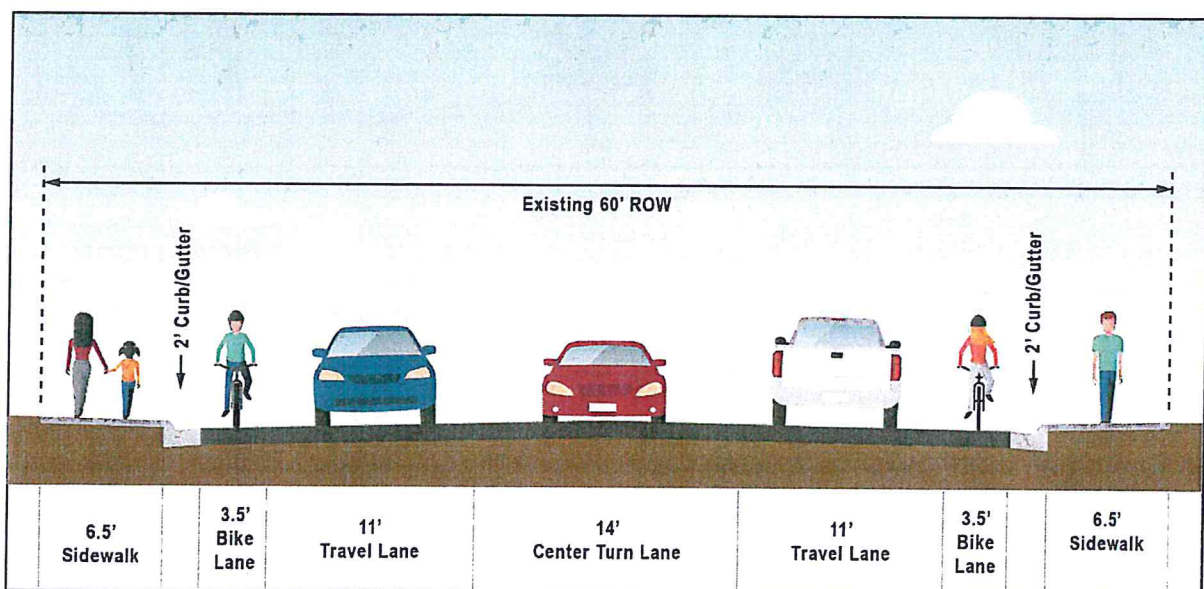 Existing 60' ROW
2' Curb/Gutter
2' Curb/Gutter
6.5'
Sidewalk
3.5'
Bike
Lane
11'
Travel Lane
14'
Center Turn Lane
11'
Travel Lane
3.5'
Bike
Lane
6.5'
Sidewalk